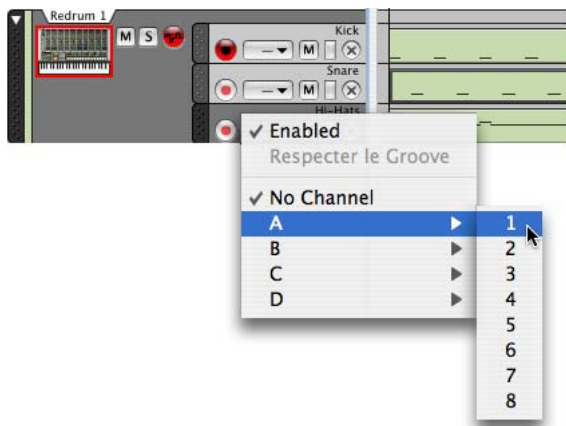 Redrum 1
M S
Kick
— M
Snare
— M
Hi-Hats
✓ Enabled
Respecter le Groove
✓ No Channel
A
B
C
D
1
2
3
4
5
6
7
8